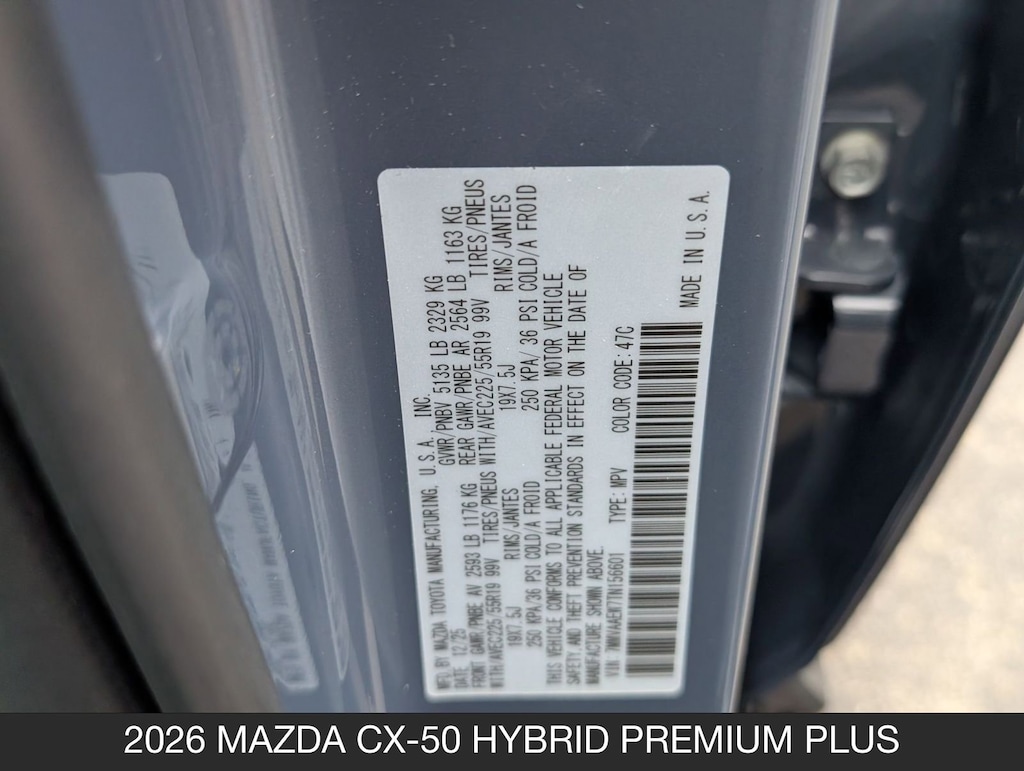 MFD. BY MAZDA TOYOTA MANUFACTURING, U.S.A. INC.
DATE 12/25 GVWR/PNBV 5135 LB 2329 KG
FRONT GAWR/PNBE AV 2593 LB 1176 KG REAR GAWR/PNBE AR 2564 LB 1163 KG
WITH/AVEC225/55R19 99V TIRES/PNEUS WITH/AVEC225/55R19 99V TIRES/PNEUS
19X7.5J RIMS/JANTES 19X7.5J RIMS/JANTES
250 KPA/36 PSI COLD/A FROID 250 KPA/ 36 PSI COLD/A FROID
THIS VEHICLE CONFORMS TO ALL APPLICABLE FEDERAL MOTOR VEHICLE
SAFETY, AND THEFT PREVENTION STANDARDS IN EFFECT ON THE DATE OF
MANUFACTURE SHOWN ABOVE.
VIN 7MMVAAEW7TN156601 TYPE: MPV COLOR CODE: 47C
MADE IN U.S.A.
2026 MAZDA CX-50 HYBRID PREMIUM PLUS